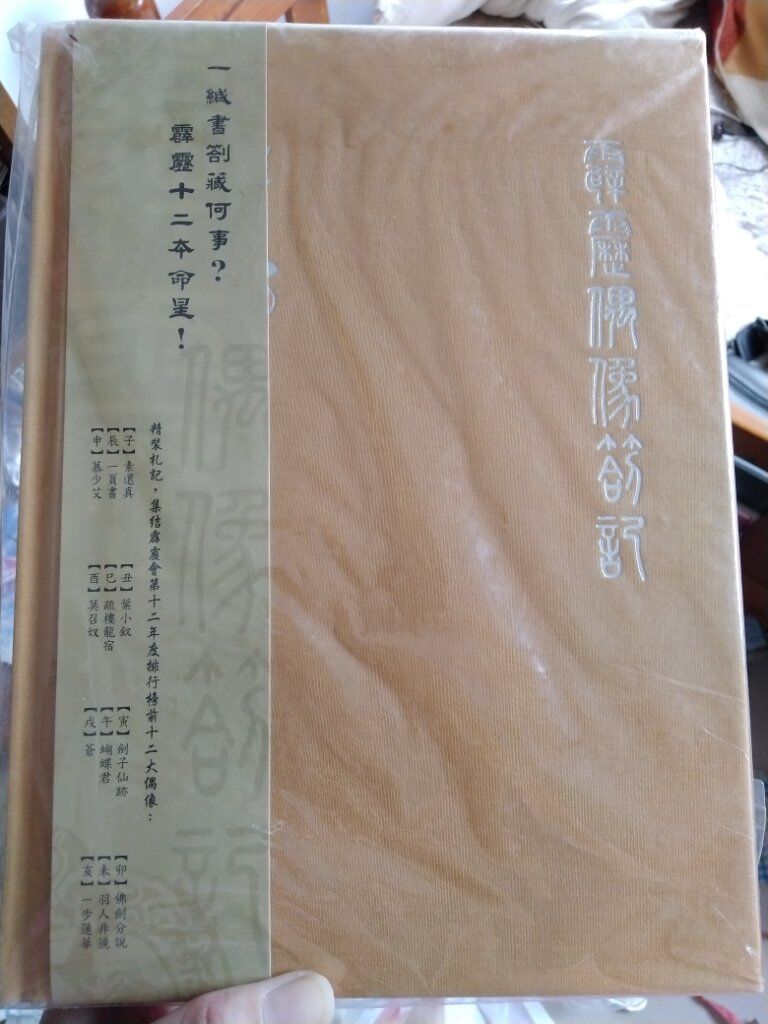 霹靂偶像劄記
一緘書劄藏何事?
霹靂十二本命星!
精裝札記,集結霹靂會第十二年度排行榜前十二大偶像:
【子】素還真 【丑】葉小釵 【寅】劍子仙跡 【卯】佛劍分說
【辰】一頁書 【巳】疏樓龍宿 【午】蝴蝶君 【未】羽人非獍
【申】慕少艾 【酉】莫召奴 【戌】蒼 【亥】一步蓮華
偶像劄記